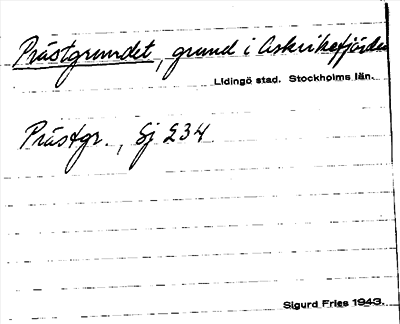 Prästgrundet, grund i Askrikefjärden
Lidingö stad. Stockholms län.
Prästgr., Sj 234
Sigurd Fries 1943.